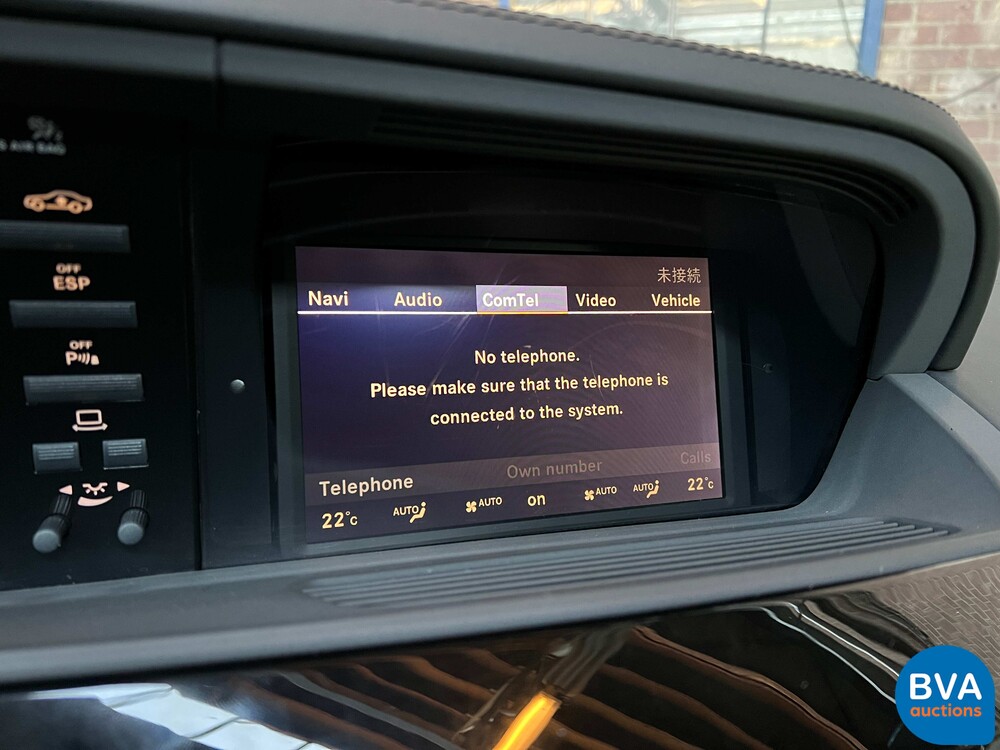 AIR BAG
OFF
ESP
OFF
P
未接続
Navi Audio ComTel Video Vehicle
No telephone.
Please make sure that the telephone is
connected to the system.
Telephone Own number Calls
22°C AUTO AUTO on AUTO AUTO 22°C
BVA
auctions